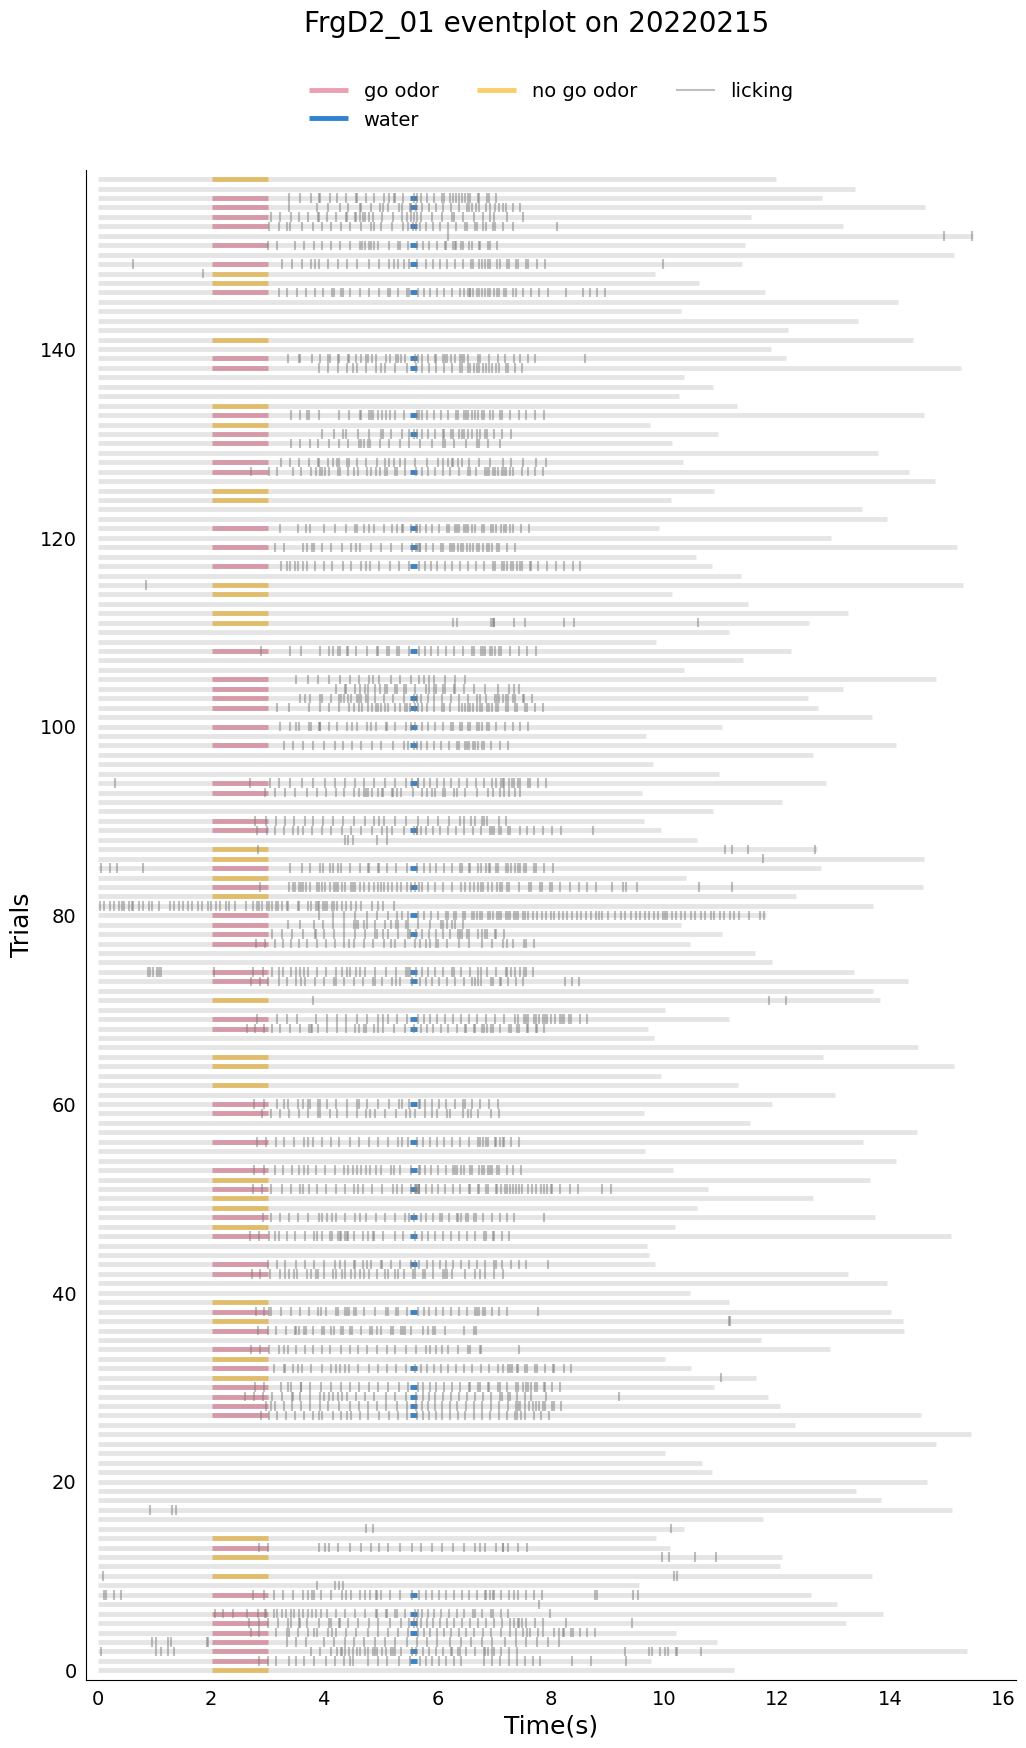 FrgD2_01 eventplot on 20220215
go odor
no go odor
licking
water
140
120
100
80
60
40
20
0
Trials
0 2 4 6 8 10 12 14 16
Time(s)